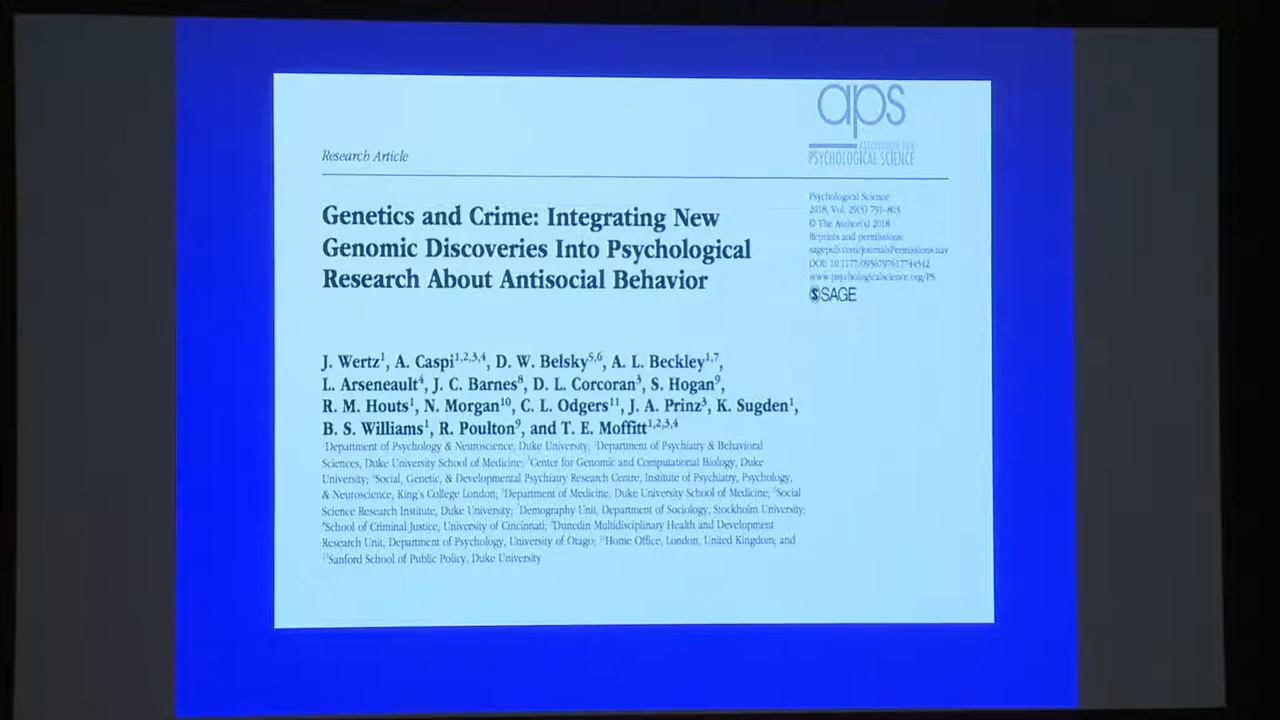 aps
ASSOCIATION FOR
PSYCHOLOGICAL SCIENCE
Research Article
Genetics and Crime: Integrating New
Genomic Discoveries Into Psychological
Research About Antisocial Behavior
Psychological Science
2018, Vol. 29(5) 791–803
© The Author(s) 2018
Reprints and permissions:
sagepub.com/journalsPermissions.nav
DOI: 10.1177/0956797617744542
www.psychologicalscience.org/PS
SAGE
J. Wertz¹, A. Caspi¹,²,³,⁴, D. W. Belsky⁵,⁶, A. L. Beckley¹,⁷,
L. Arseneault⁴, J. C. Barnes⁸, D. L. Corcoran³, S. Hogan⁹,
R. M. Houts¹, N. Morgan¹⁰, C. L. Odgers¹¹, J. A. Prinz³, K. Sugden¹,
B. S. Williams¹, R. Poulton⁹, and T. E. Moffitt¹,²,³,⁴
¹Department of Psychology & Neuroscience, Duke University; ²Department of Psychiatry & Behavioral
Sciences, Duke University School of Medicine; ³Center for Genomic and Computational Biology, Duke
University; ⁴Social, Genetic, & Developmental Psychiatry Research Centre, Institute of Psychiatry, Psychology,
& Neuroscience, King's College London; ⁵Department of Medicine, Duke University School of Medicine; ⁶Social
Science Research Institute, Duke University; ⁷Demography Unit, Department of Sociology, Stockholm University;
⁸School of Criminal Justice, University of Cincinnati; ⁹Dunedin Multidisciplinary Health and Development
Research Unit, Department of Psychology, University of Otago; ¹⁰Home Office, London, United Kingdom; and
¹¹Sanford School of Public Policy, Duke University